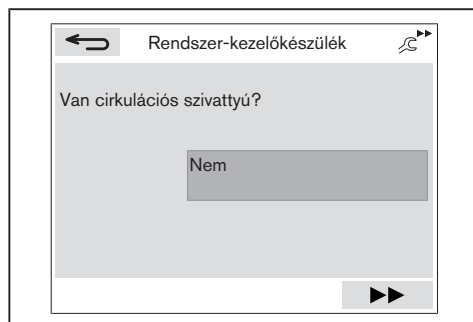 Rendszer-kezelőkészülék
Van cirkulációs szivattyú?
Nem